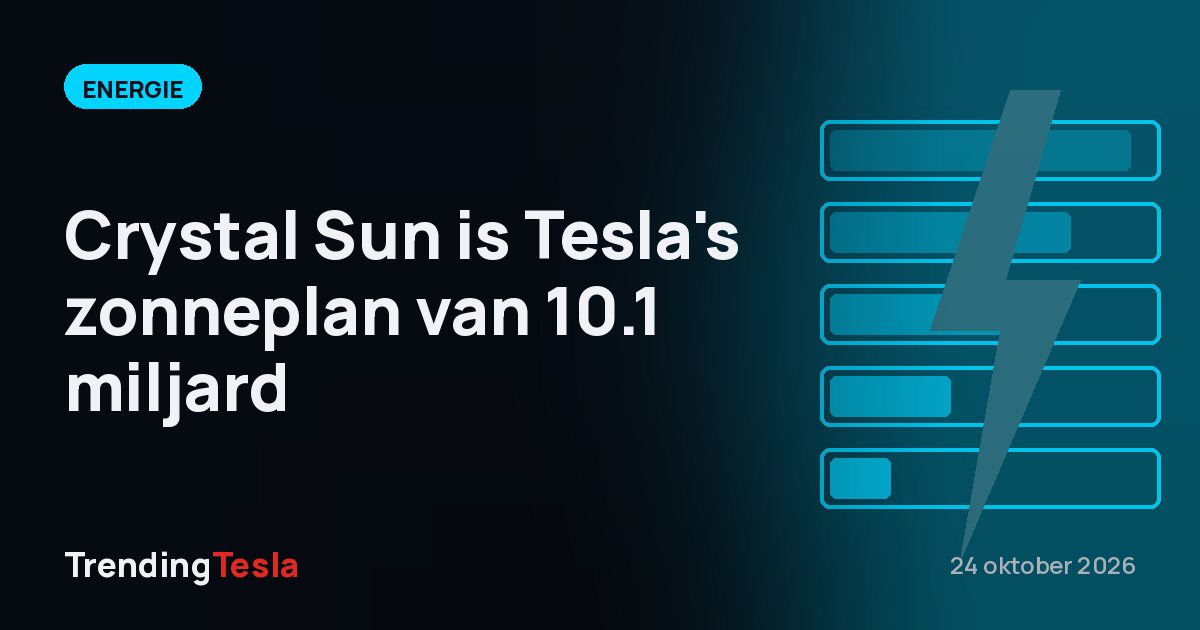 ENERGIE
Crystal Sun is Tesla's
zonneplan van 10.1
miljard
TrendingTesla
24 oktober 2026